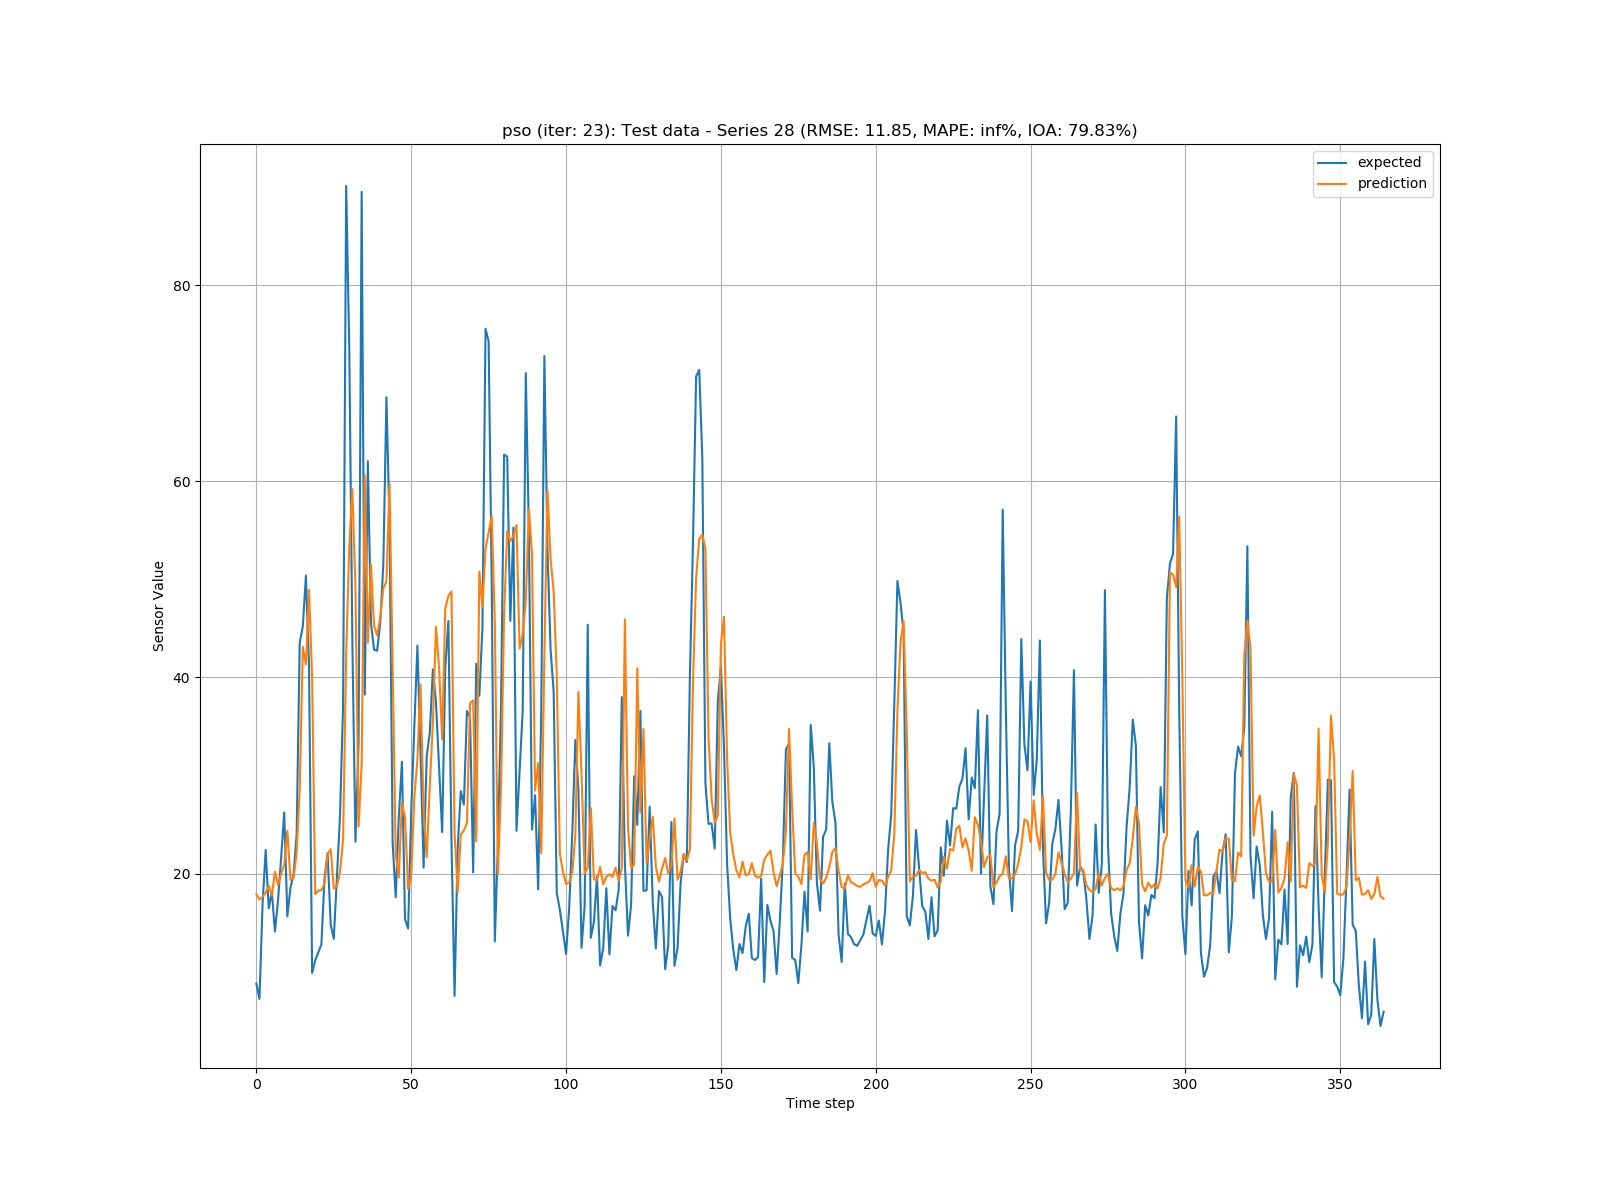 pso (iter: 23): Test data - Series 28 (RMSE: 11.85, MAPE: inf%, IOA: 79.83%)
expected
prediction
80
60
40
20
Sensor Value
0 50 100 150 200 250 300 350
Time step